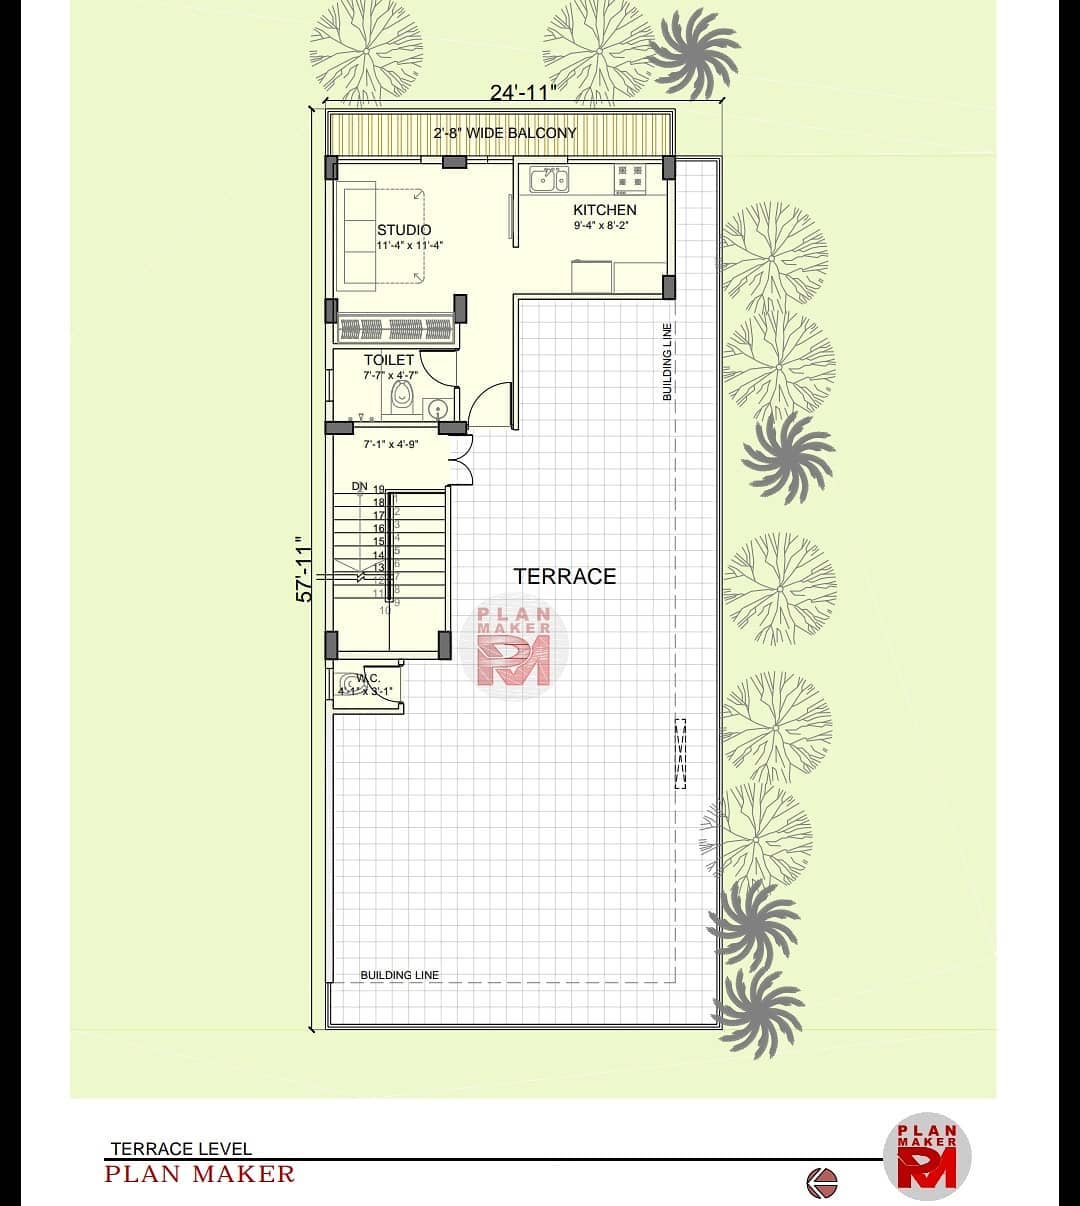 24'-11"
2'-8" WIDE BALCONY
KITCHEN
9'-4" x 8'-2"
STUDIO
11'-4" x 11'-4"
BUILDING LINE
TOILET
7'-7" x 4'-7"
7'-1" x 4'-9"
DN
19
18
17
16
15
14
13
12
11
10
1
2
3
4
5
6
7
8
9
57'-11"
TERRACE
PLAN
MAKER
PM
W.C.
4'-1" x 3'-1"
BUILDING LINE
TERRACE LEVEL
PLAN MAKER
PLAN
MAKER
PM